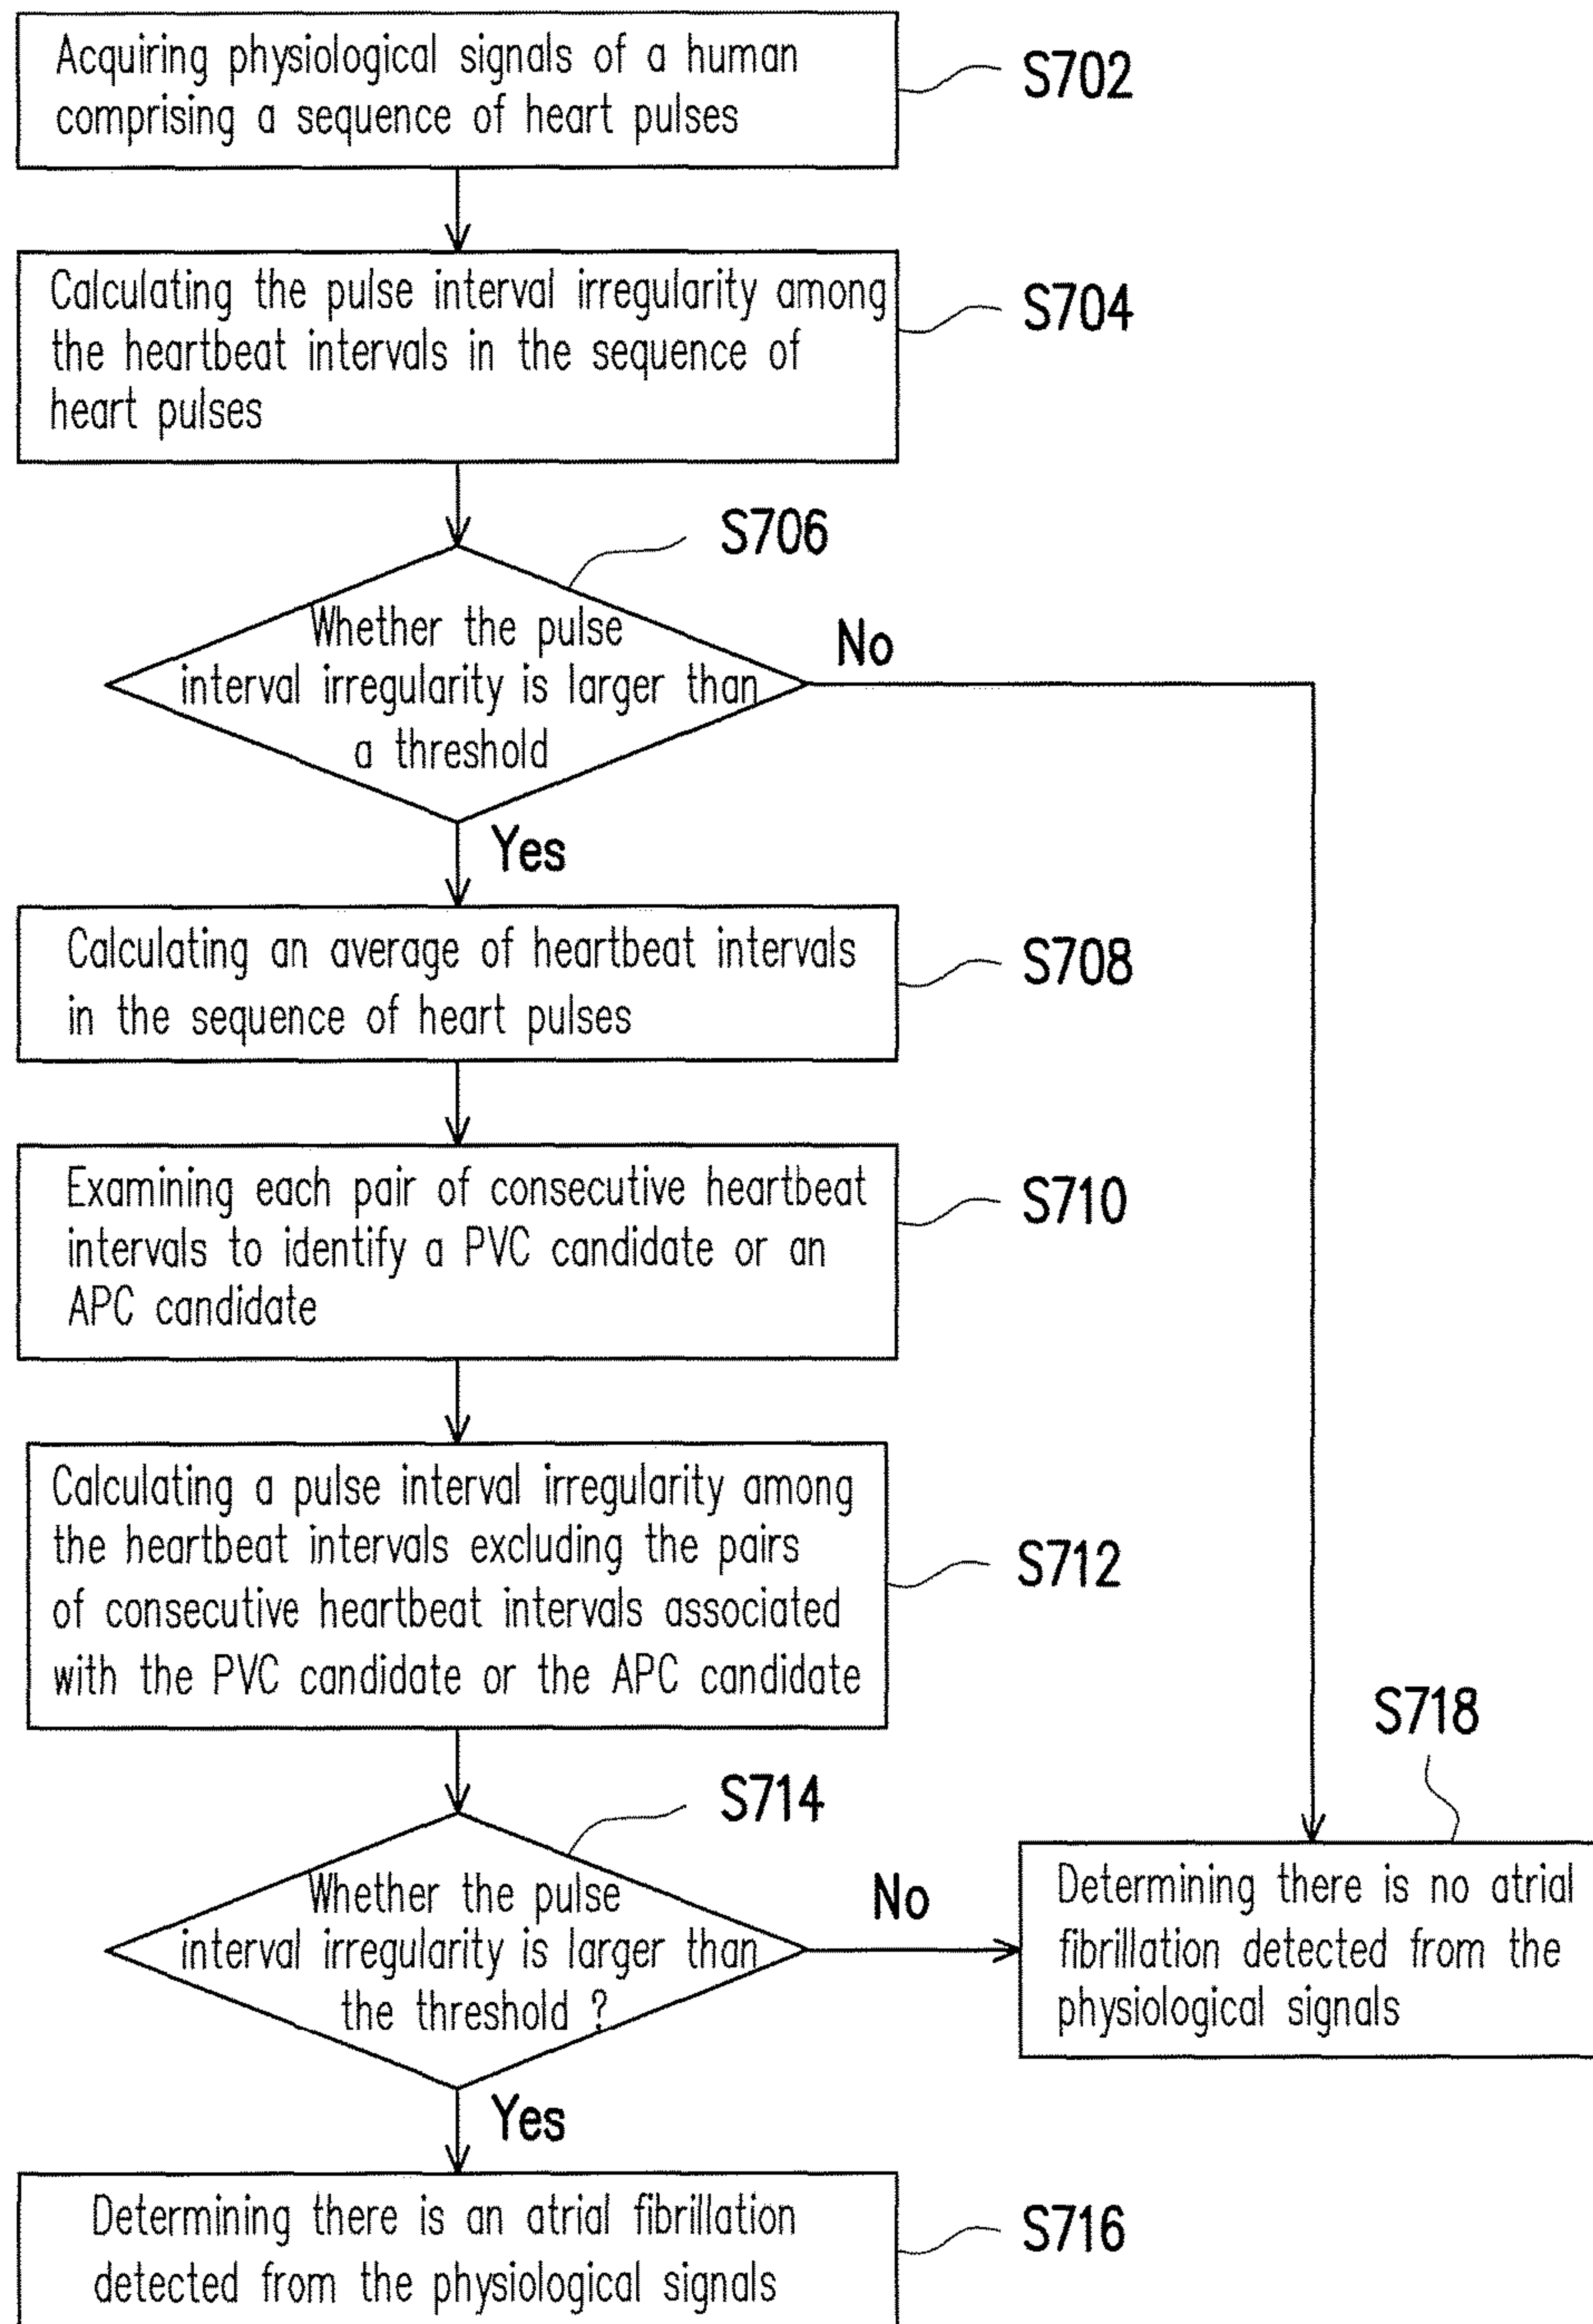 Acquiring physiological signals of a human
comprising a sequence of heart pulses
S702
Calculating the pulse interval irregularity among
the heartbeat intervals in the sequence of
heart pulses
S704
S706
Whether the pulse
interval irregularity is larger than
a threshold
No
Yes
Calculating an average of heartbeat intervals
in the sequence of heart pulses
S708
Examining each pair of consecutive heartbeat
intervals to identify a PVC candidate or an
APC candidate
S710
Calculating a pulse interval irregularity among
the heartbeat intervals excluding the pairs
of consecutive heartbeat intervals associated
with the PVC candidate or the APC candidate
S712
S714
Whether the pulse
interval irregularity is larger than
the threshold ?
No
Yes
S718
Determining there is no atrial
fibrillation detected from the
physiological signals
Determining there is an atrial fibrillation
detected from the physiological signals
S716